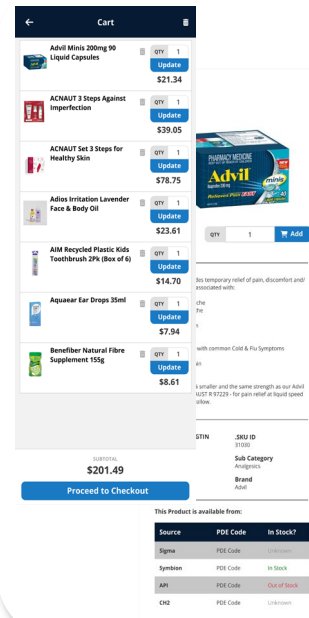 Cart
Advil Minis 200mg 90
Liquid Capsules
QTY 1
Update
$21.34
ACNAUT 3 Steps Against
Imperfection
QTY 1
Update
$39.05
ACNAUT Set 3 Steps for
Healthy Skin
QTY 1
Update
$78.75
Adios Irritation Lavender
Face & Body Oil
QTY 1
Update
$23.61
AIM Recycled Plastic Kids
Toothbrush 2Pk (Box of 6)
QTY 1
Update
$14.70
Aquaear Ear Drops 35ml
QTY 1
Update
$7.94
Benefiber Natural Fibre
Supplement 155g
QTY 1
Update
$8.61
SUBTOTAL
$201.49
Proceed to Checkout
PHARMACY MEDICINE
Advil
minis
QTY 1 Add
des temporary relief of pain, discomfort and/
associated with:
che
with common Cold & Flu Symptoms
smaller and the same strength as our Advil
AUST R 97229 - for pain relief at liquid speed
GTIN
.SKU ID
31030
Sub Category
Analgesics
Brand
Advil
This Product is available from:
Source PDE Code In Stock?
Sigma PDE Code Unknown
Symbion PDE Code In Stock
API PDE Code Out of Stock
CH2 PDE Code Unknown